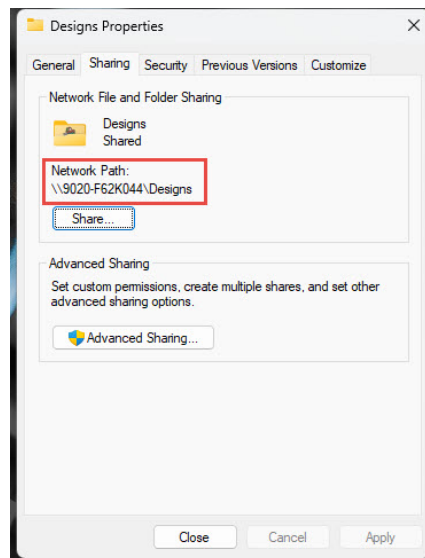 Designs Properties
General Sharing Security Previous Versions Customize
Network File and Folder Sharing
Designs
Shared
Network Path:
\\9020-F62K044\Designs
Share...
Advanced Sharing
Set custom permissions, create multiple shares, and set other
advanced sharing options.
Advanced Sharing...
Close Cancel Apply